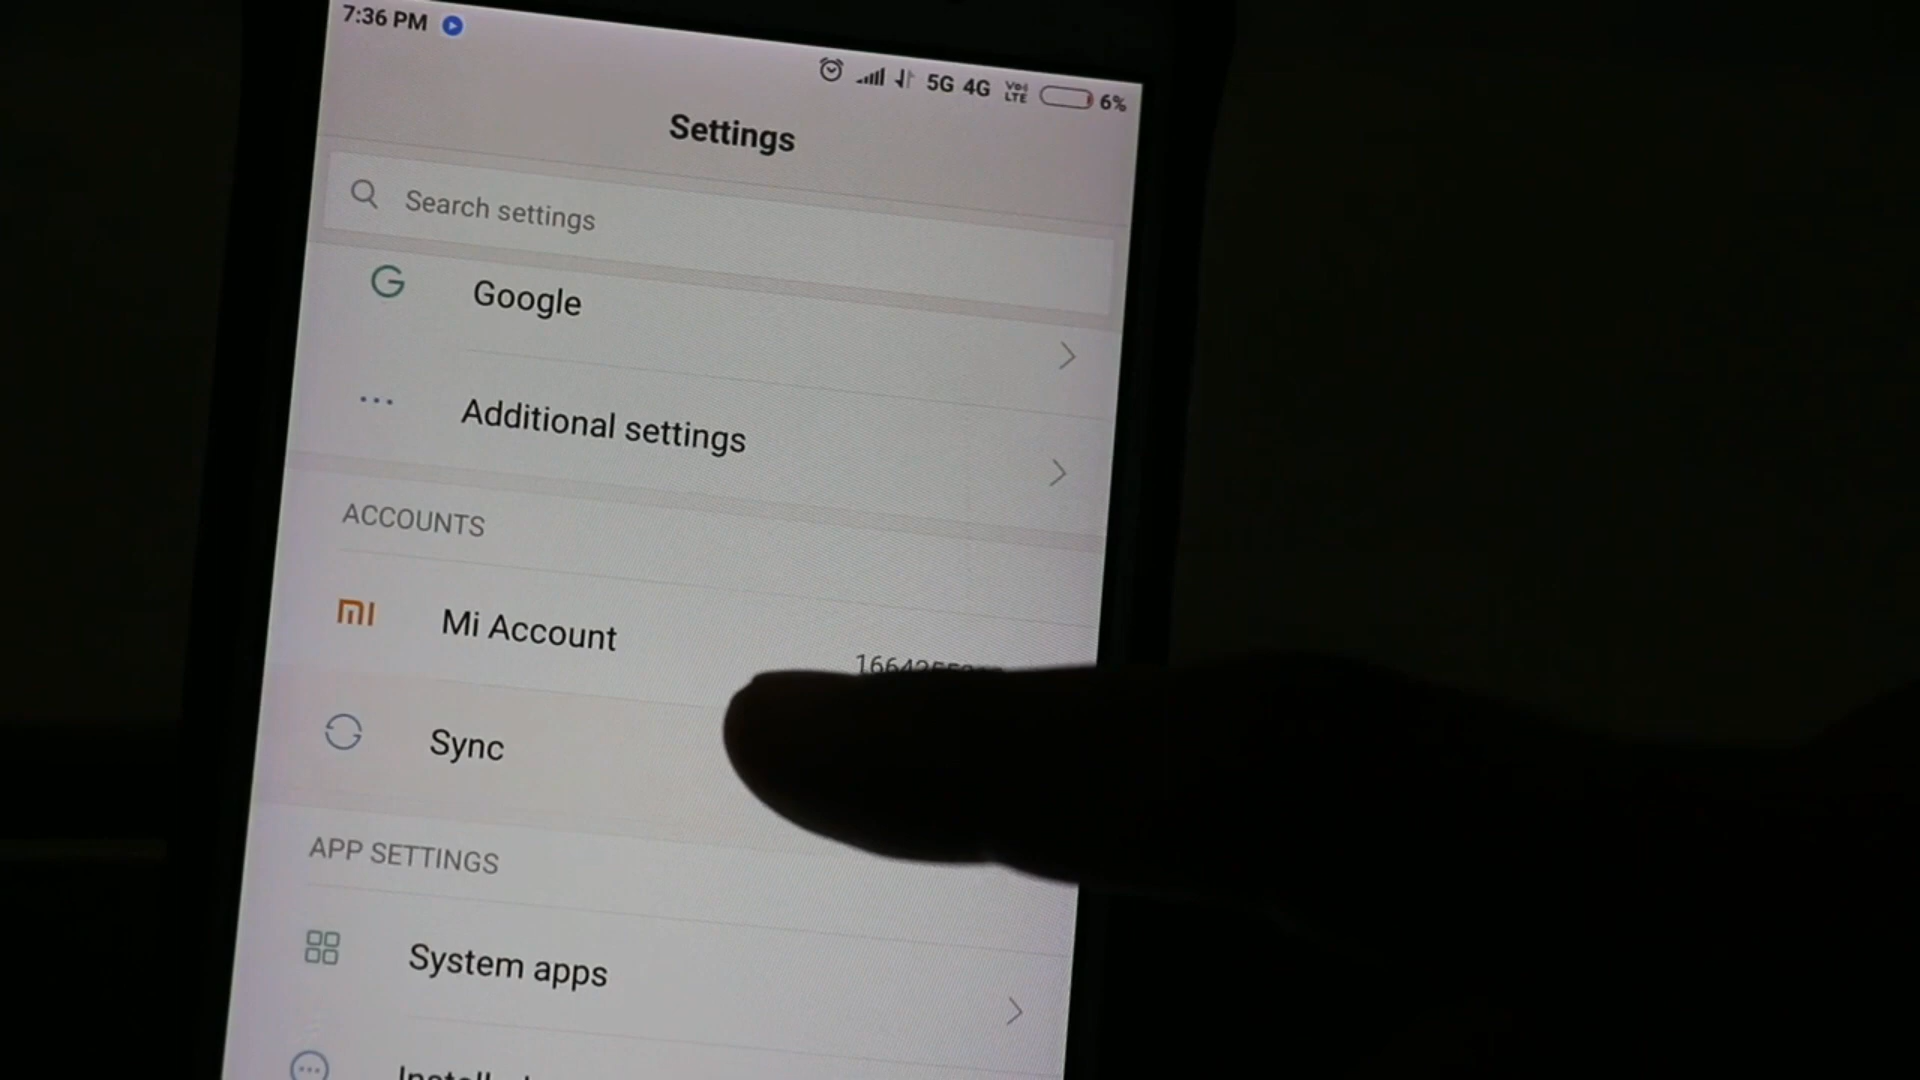 7:36 PM
5G 4G VoLTE 6%
Settings
Search settings
Google
Additional settings
ACCOUNTS
mi Mi Account
Sync
APP SETTINGS
System apps